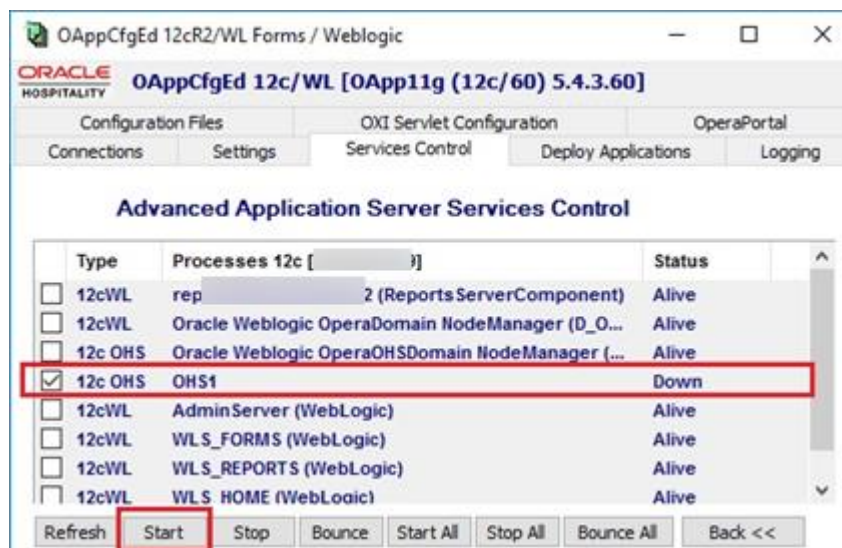 OAppCfgEd 12cR2/WL Forms / Weblogic
ORACLE HOSPITALITY OAppCfgEd 12c/WL [OApp11g (12c/60) 5.4.3.60]
Configuration Files OXI Servlet Configuration OperaPortal
Connections Settings Services Control Deploy Applications Logging
Advanced Application Server Services Control
Type Processes 12c [ ] Status
12cWL rep 2 (ReportsServerComponent) Alive
12cWL Oracle Weblogic OperaDomain NodeManager (D_O... Alive
12c OHS Oracle Weblogic OperaOHSDomain NodeManager (... Alive
12c OHS OHS1 Down
12cWL AdminServer (WebLogic) Alive
12cWL WLS_FORMS (WebLogic) Alive
12cWL WLS_REPORTS (WebLogic) Alive
12cWL WLS_HOME (WebLogic) Alive
Refresh Start Stop Bounce Start All Stop All Bounce All Back <<